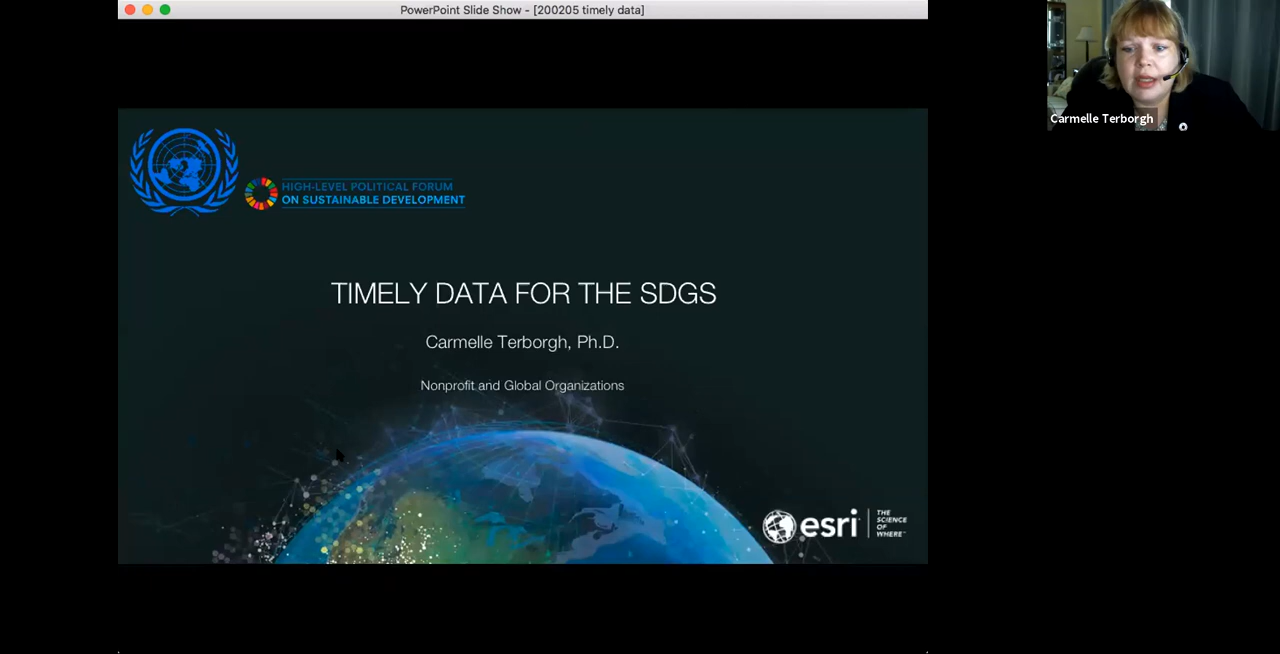 PowerPoint Slide Show - [200205 timely data]
Carmelle Terborgh
HIGH-LEVEL POLITICAL FORUM
ON SUSTAINABLE DEVELOPMENT
TIMELY DATA FOR THE SDGS
Carmelle Terborgh, Ph.D.
Nonprofit and Global Organizations
esri
THE
SCIENCE
OF
WHERE™